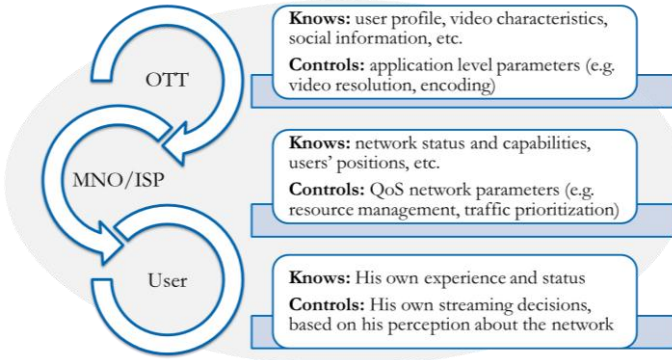 OTT
Knows: user profile, video characteristics,
social information, etc.
Controls: application level parameters (e.g.
video resolution, encoding)
MNO/ISP
Knows: network status and capabilities,
users' positions, etc.
Controls: QoS network parameters (e.g.
resource management, traffic prioritization)
User
Knows: His own experience and status
Controls: His own streaming decisions,
based on his perception about the network